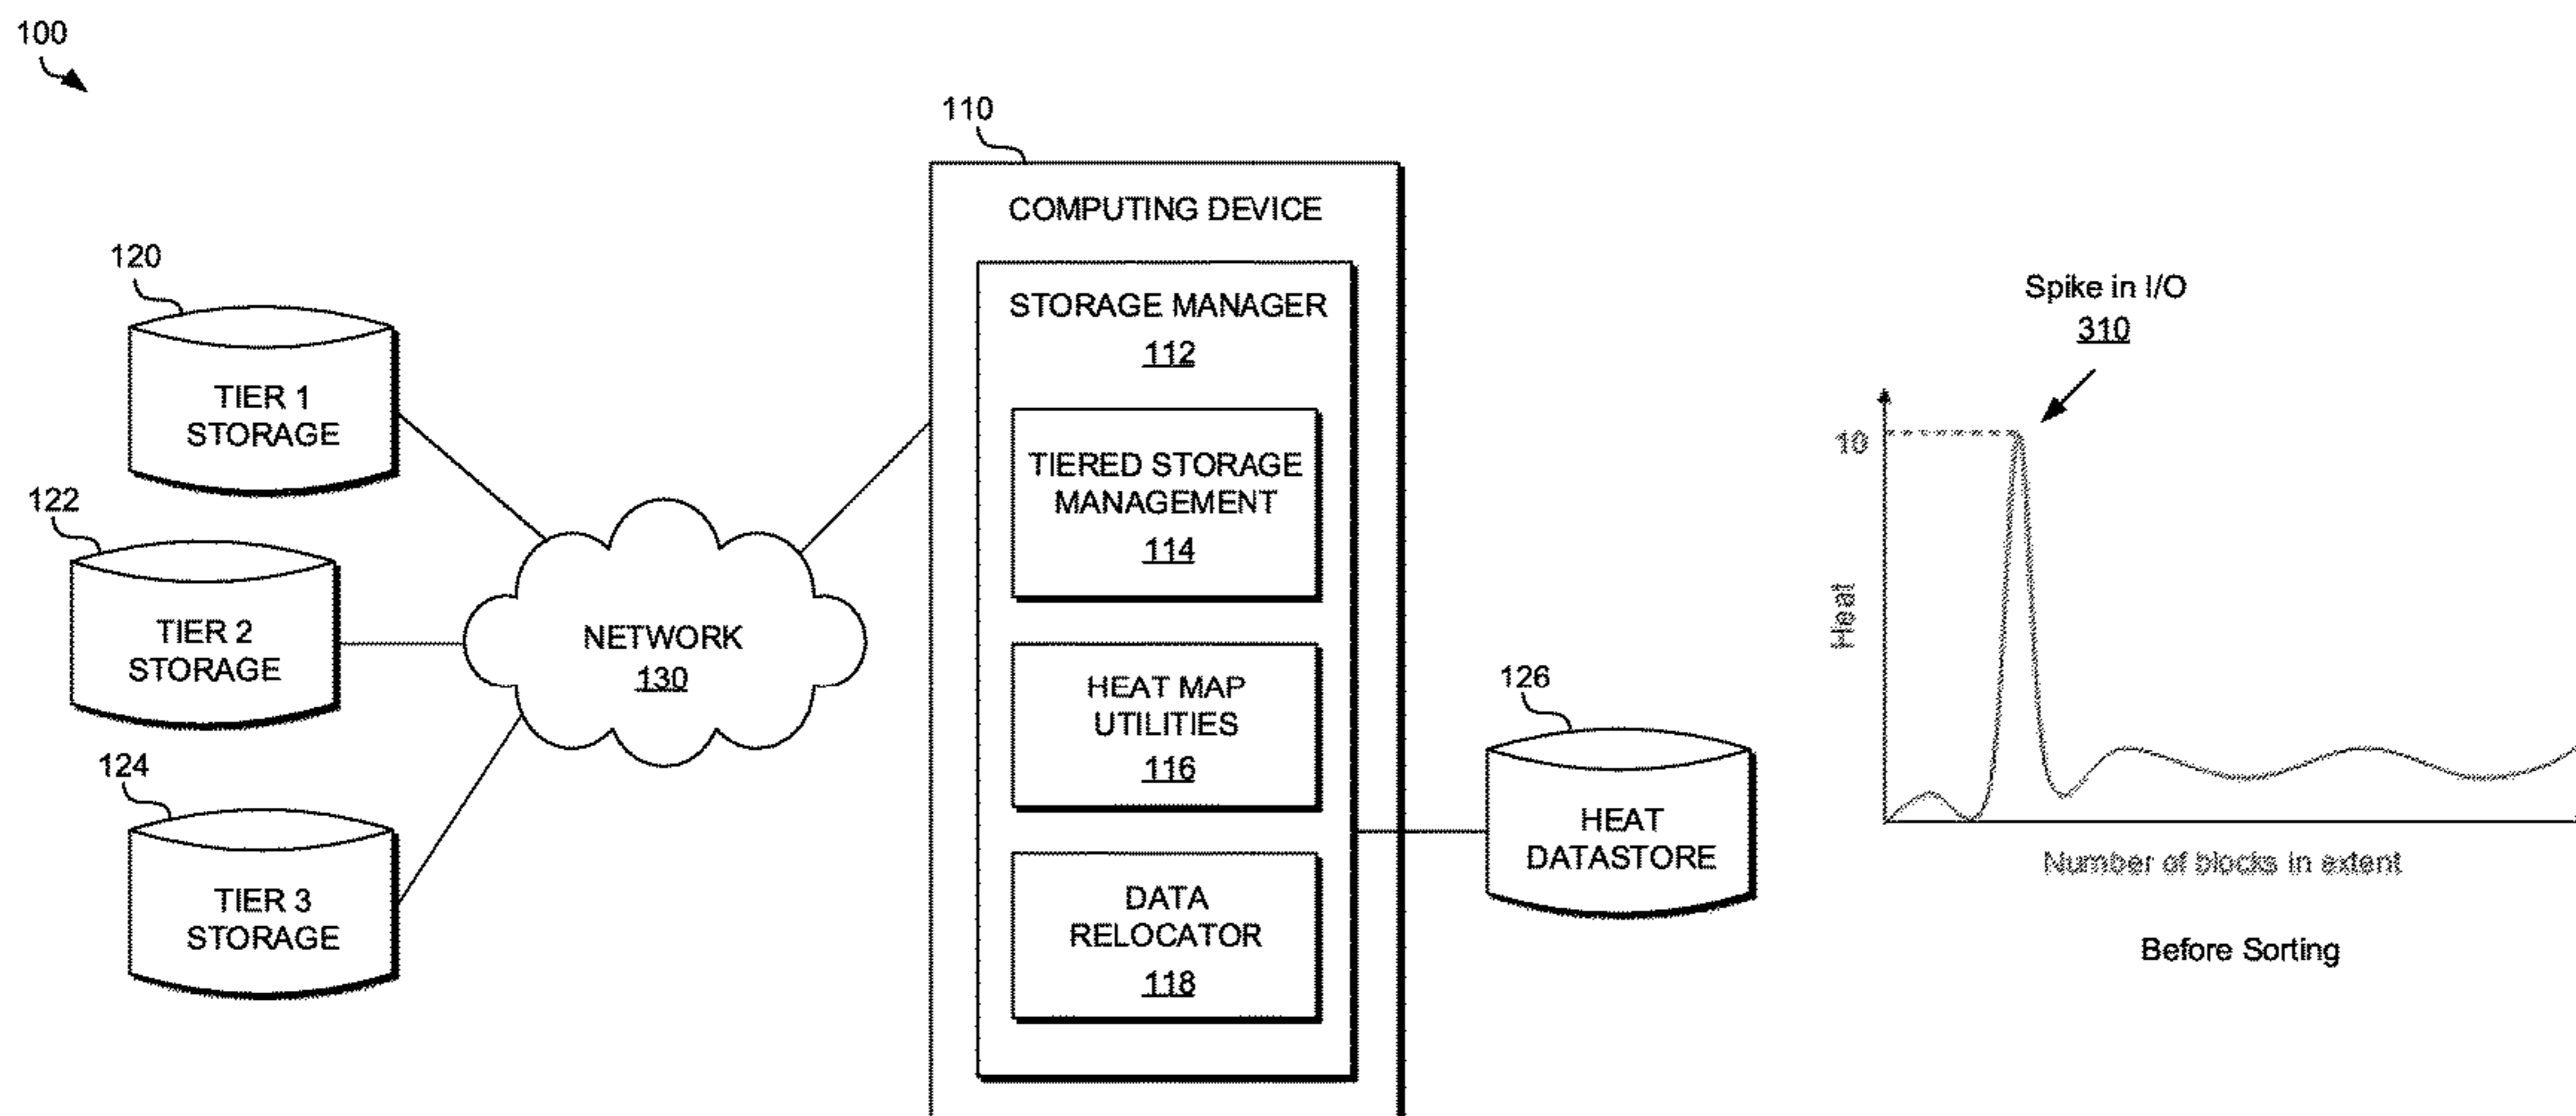 100
110
COMPUTING DEVICE
120
STORAGE MANAGER
112
TIER 1
STORAGE
TIERED STORAGE
MANAGEMENT
114
122
TIER 2
STORAGE
NETWORK
130
HEAT MAP
UTILITIES
116
124
TIER 3
STORAGE
DATA
RELOCATOR
118
126
HEAT
DATASTORE
Spike in I/O
310
10
Heat
Number of blocks in extent
Before Sorting